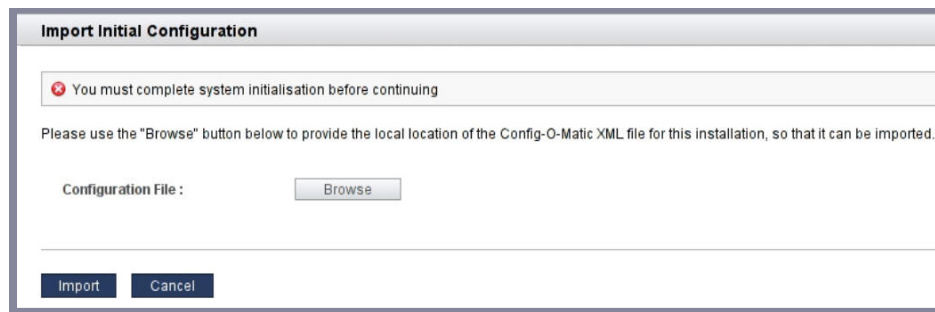 Import Initial Configuration
You must complete system initialisation before continuing
Please use the "Browse" button below to provide the local location of the Config-O-Matic XML file for this installation, so that it can be imported.
Configuration File : Browse
Import Cancel